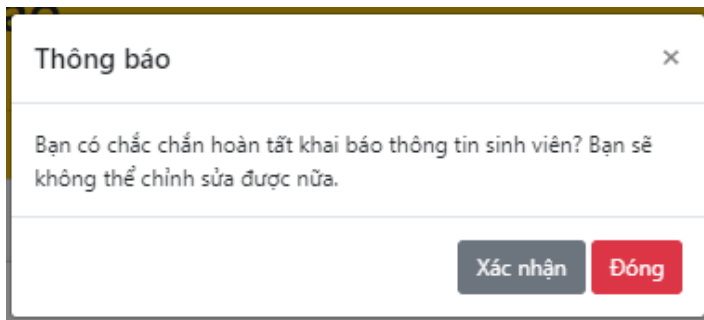 Thông báo
×
Bạn có chắc chắn hoàn tất khai báo thông tin sinh viên? Bạn sẽ
không thể chỉnh sửa được nữa.
Xác nhận Đóng